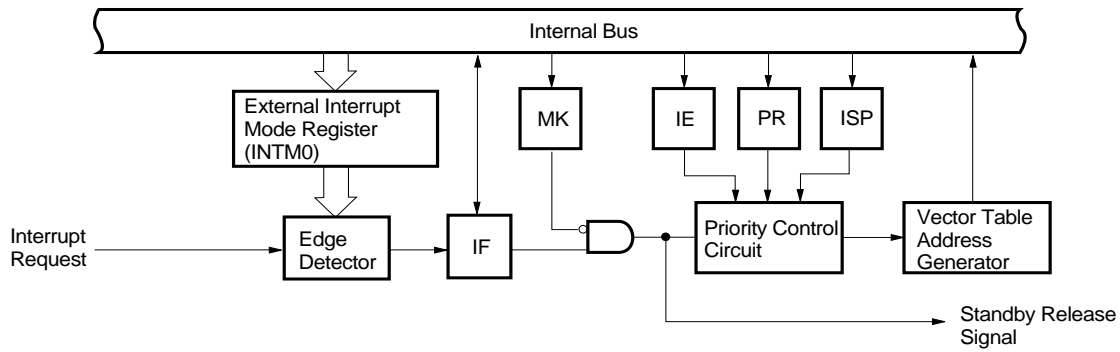 Internal Bus
External Interrupt
Mode Register
(INTM0)
MK
IE
PR
ISP
Interrupt
Request
Edge
Detector
IF
Priority Control
Circuit
Vector Table
Address
Generator
Standby Release
Signal